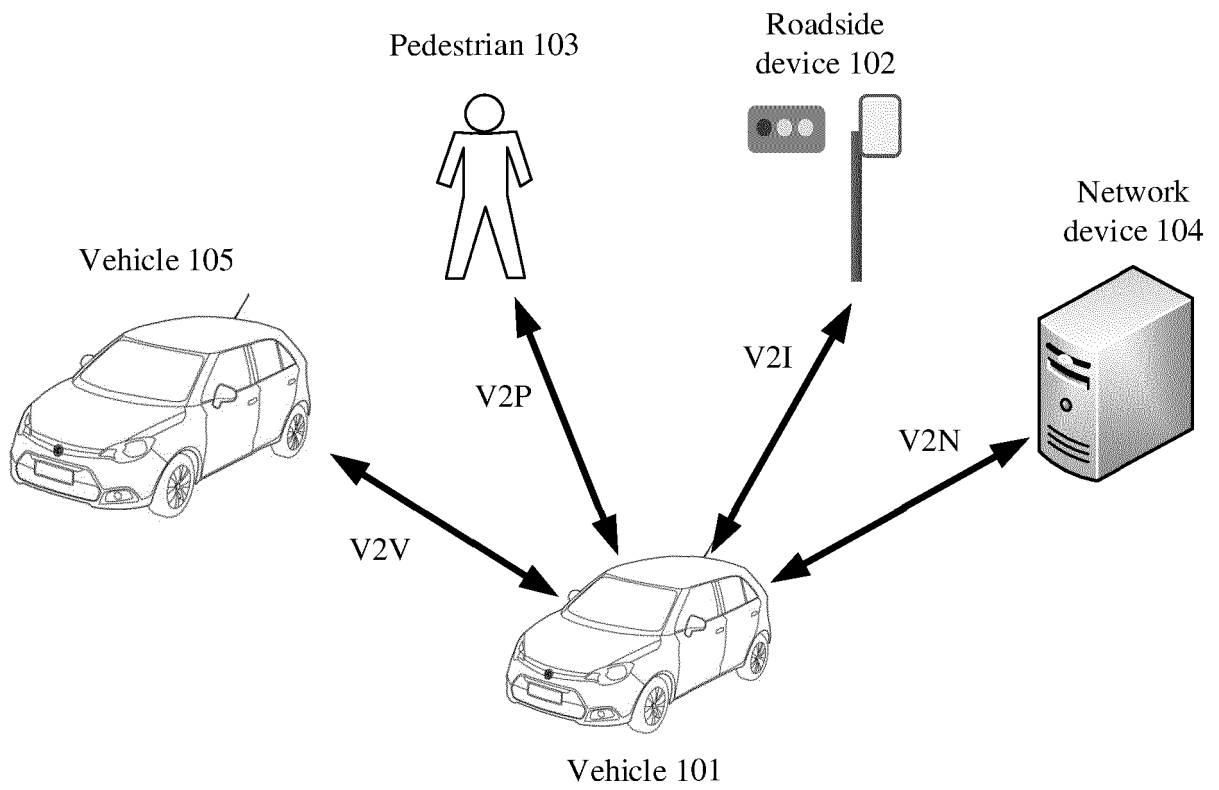 Roadside
device 102
Pedestrian 103
Network
device 104
Vehicle 105
V2I
V2P
V2N
V2V
Vehicle 101